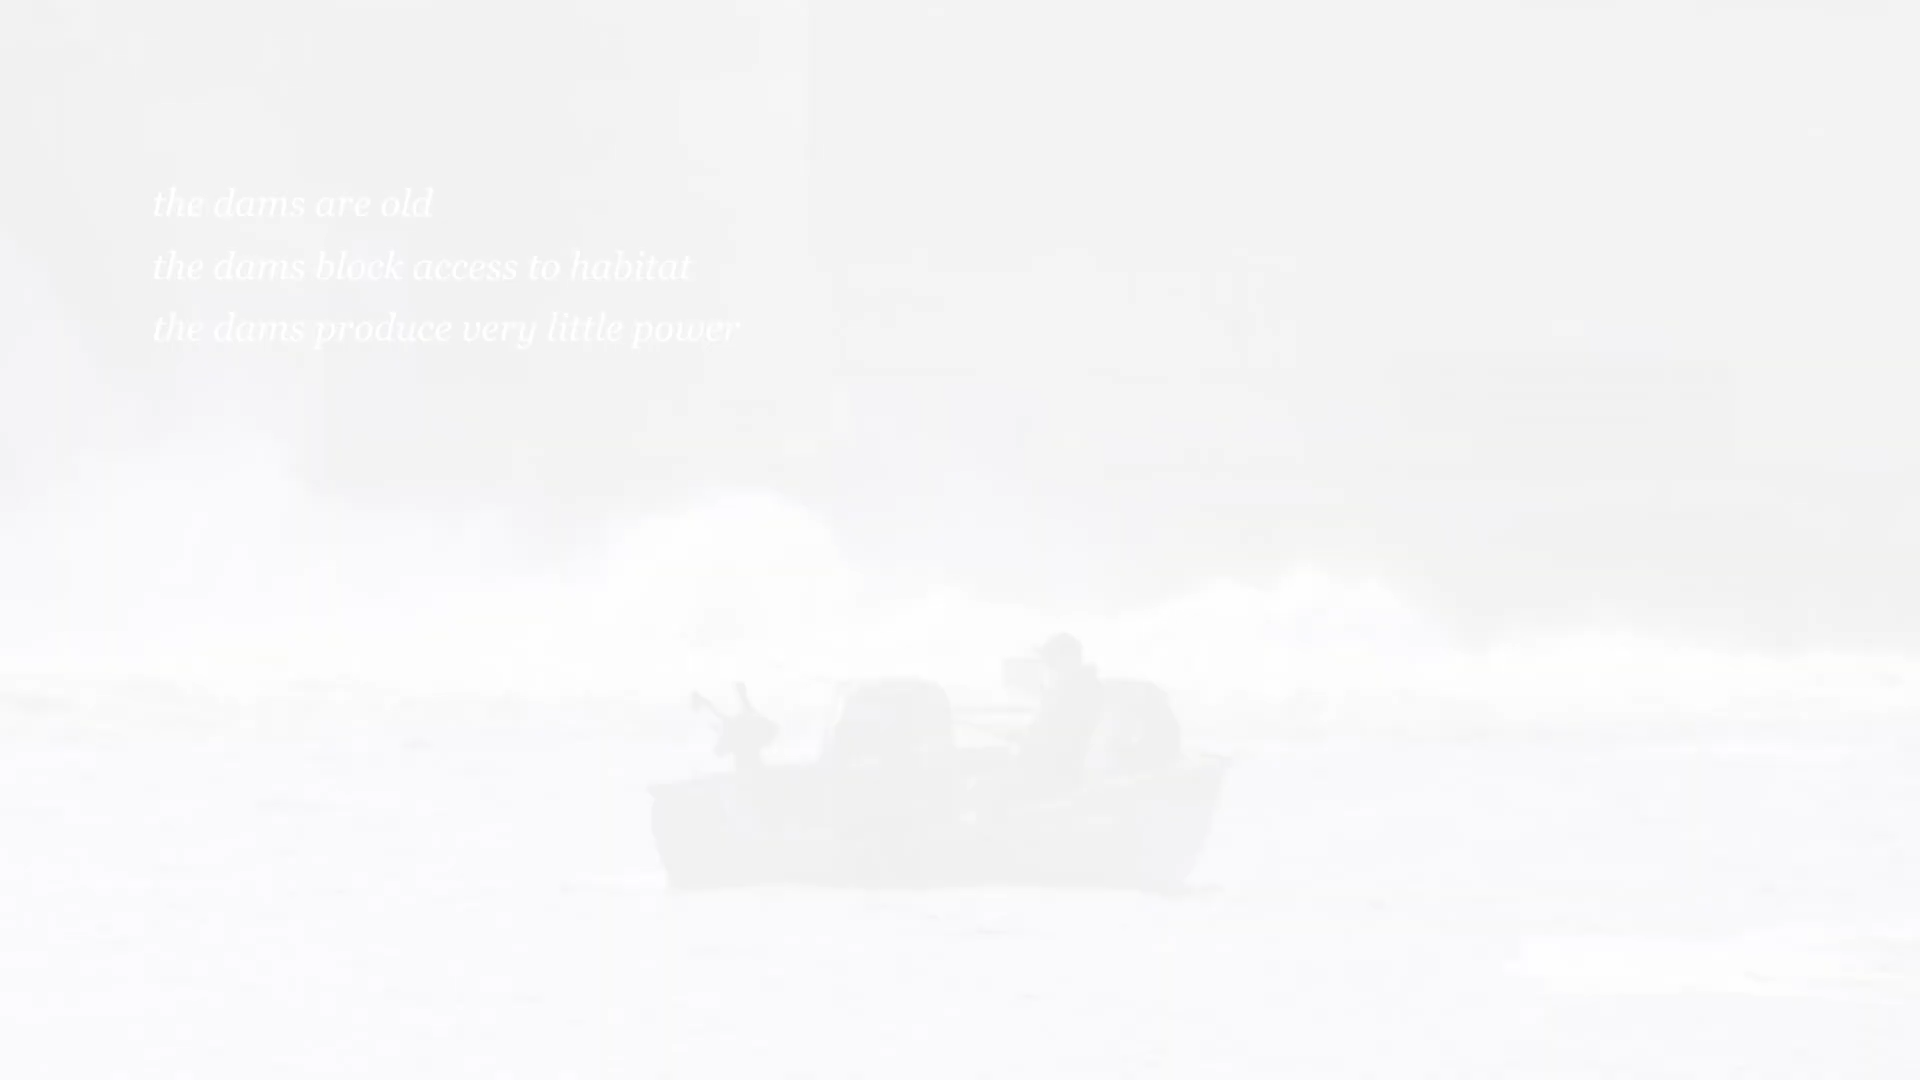 the dams are old
the dams block access to habitat
the dams produce very little power